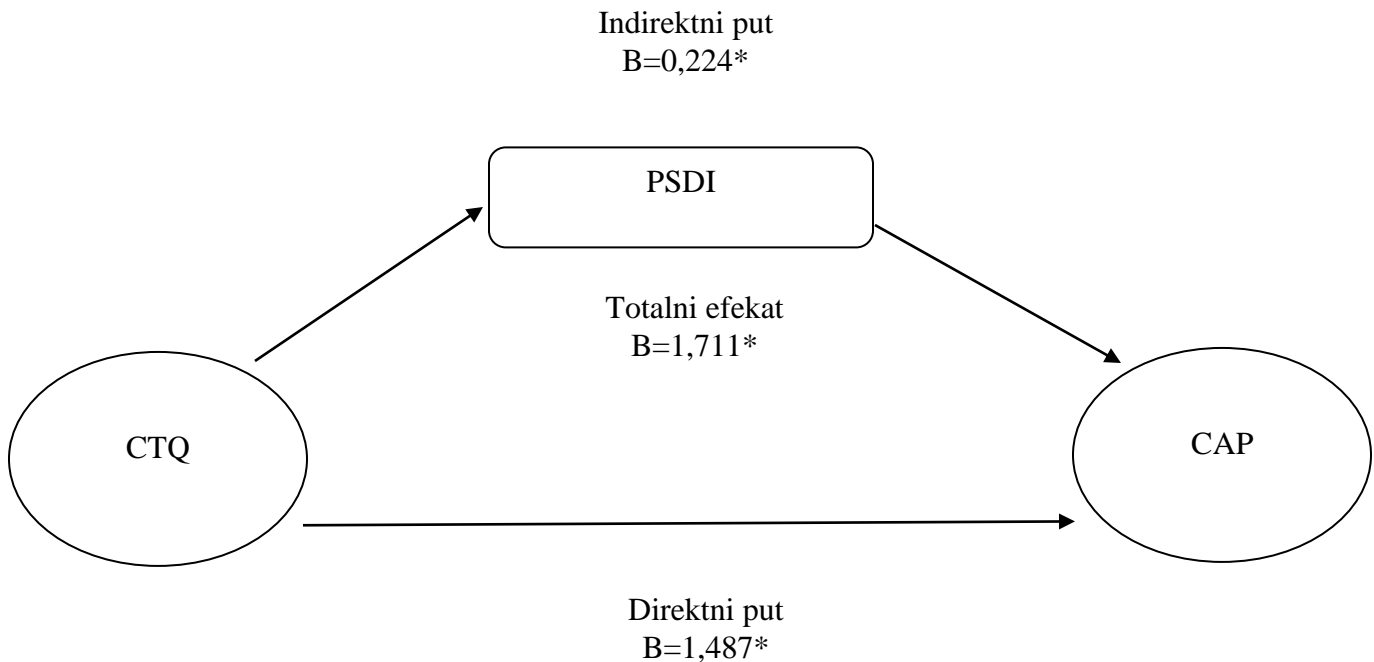 Indirektni put
B=0,224*
PSDI
Totalni efekat
B=1,711*
CTQ
CAP
Direktni put
B=1,487*